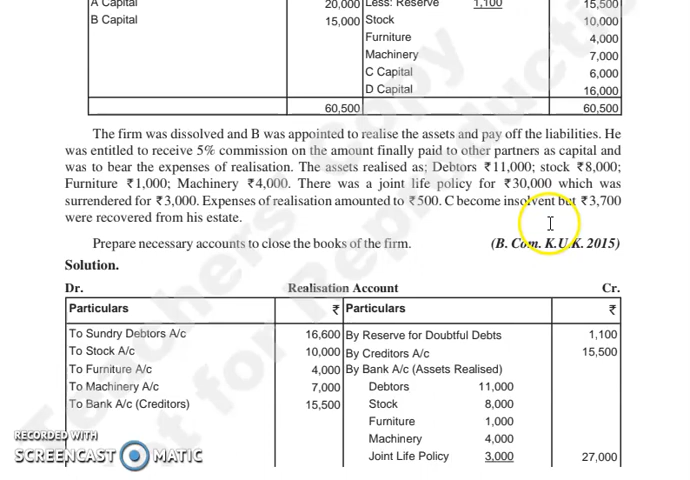 A Capital 20,000 Less: Reserve 1,100 15,500
B Capital 15,000 Stock 10,000
Furniture 4,000
Machinery 7,000
C Capital 6,000
D Capital 16,000
60,500 60,500
The firm was dissolved and B was appointed to realise the assets and pay off the liabilities. He
was entitled to receive 5% commission on the amount finally paid to other partners as capital and
was to bear the expenses of realisation. The assets realised as; Debtors ₹11,000; stock ₹8,000;
Furniture ₹1,000; Machinery ₹4,000. There was a joint life policy for ₹30,000 which was
surrendered for ₹3,000. Expenses of realisation amounted to ₹500. C become insolvent but ₹3,700
were recovered from his estate.
Prepare necessary accounts to close the books of the firm. (B. Com. K.U.K. 2015)
Solution.
Dr. Realisation Account Cr.
Particulars ₹ Particulars ₹
To Sundry Debtors A/c 16,600 By Reserve for Doubtful Debts 1,100
To Stock A/c 10,000 By Creditors A/c 15,500
To Furniture A/c 4,000 By Bank A/c (Assets Realised)
To Machinery A/c 7,000 Debtors 11,000
To Bank A/c (Creditors) 15,500 Stock 8,000
Furniture 1,000
Machinery 4,000
Joint Life Policy 3,000 27,000
RECORDED WITH
SCREENCAST MATIC
Teachers Copy
Not for Reproduction